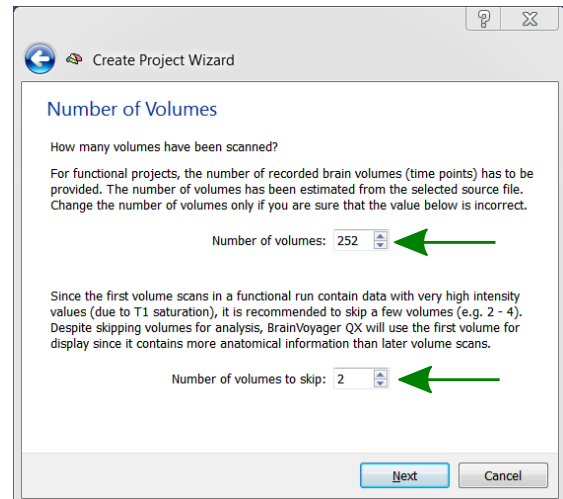 Create Project Wizard
Number of Volumes
How many volumes have been scanned?
For functional projects, the number of recorded brain volumes (time points) has to be
provided. The number of volumes has been estimated from the selected source file.
Change the number of volumes only if you are sure that the value below is incorrect.
Number of volumes: 252
Since the first volume scans in a functional run contain data with very high intensity
values (due to T1 saturation), it is recommended to skip a few volumes (e.g. 2 - 4).
Despite skipping volumes for analysis, BrainVoyager QX will use the first volume for
display since it contains more anatomical information than later volume scans.
Number of volumes to skip: 2
Next Cancel